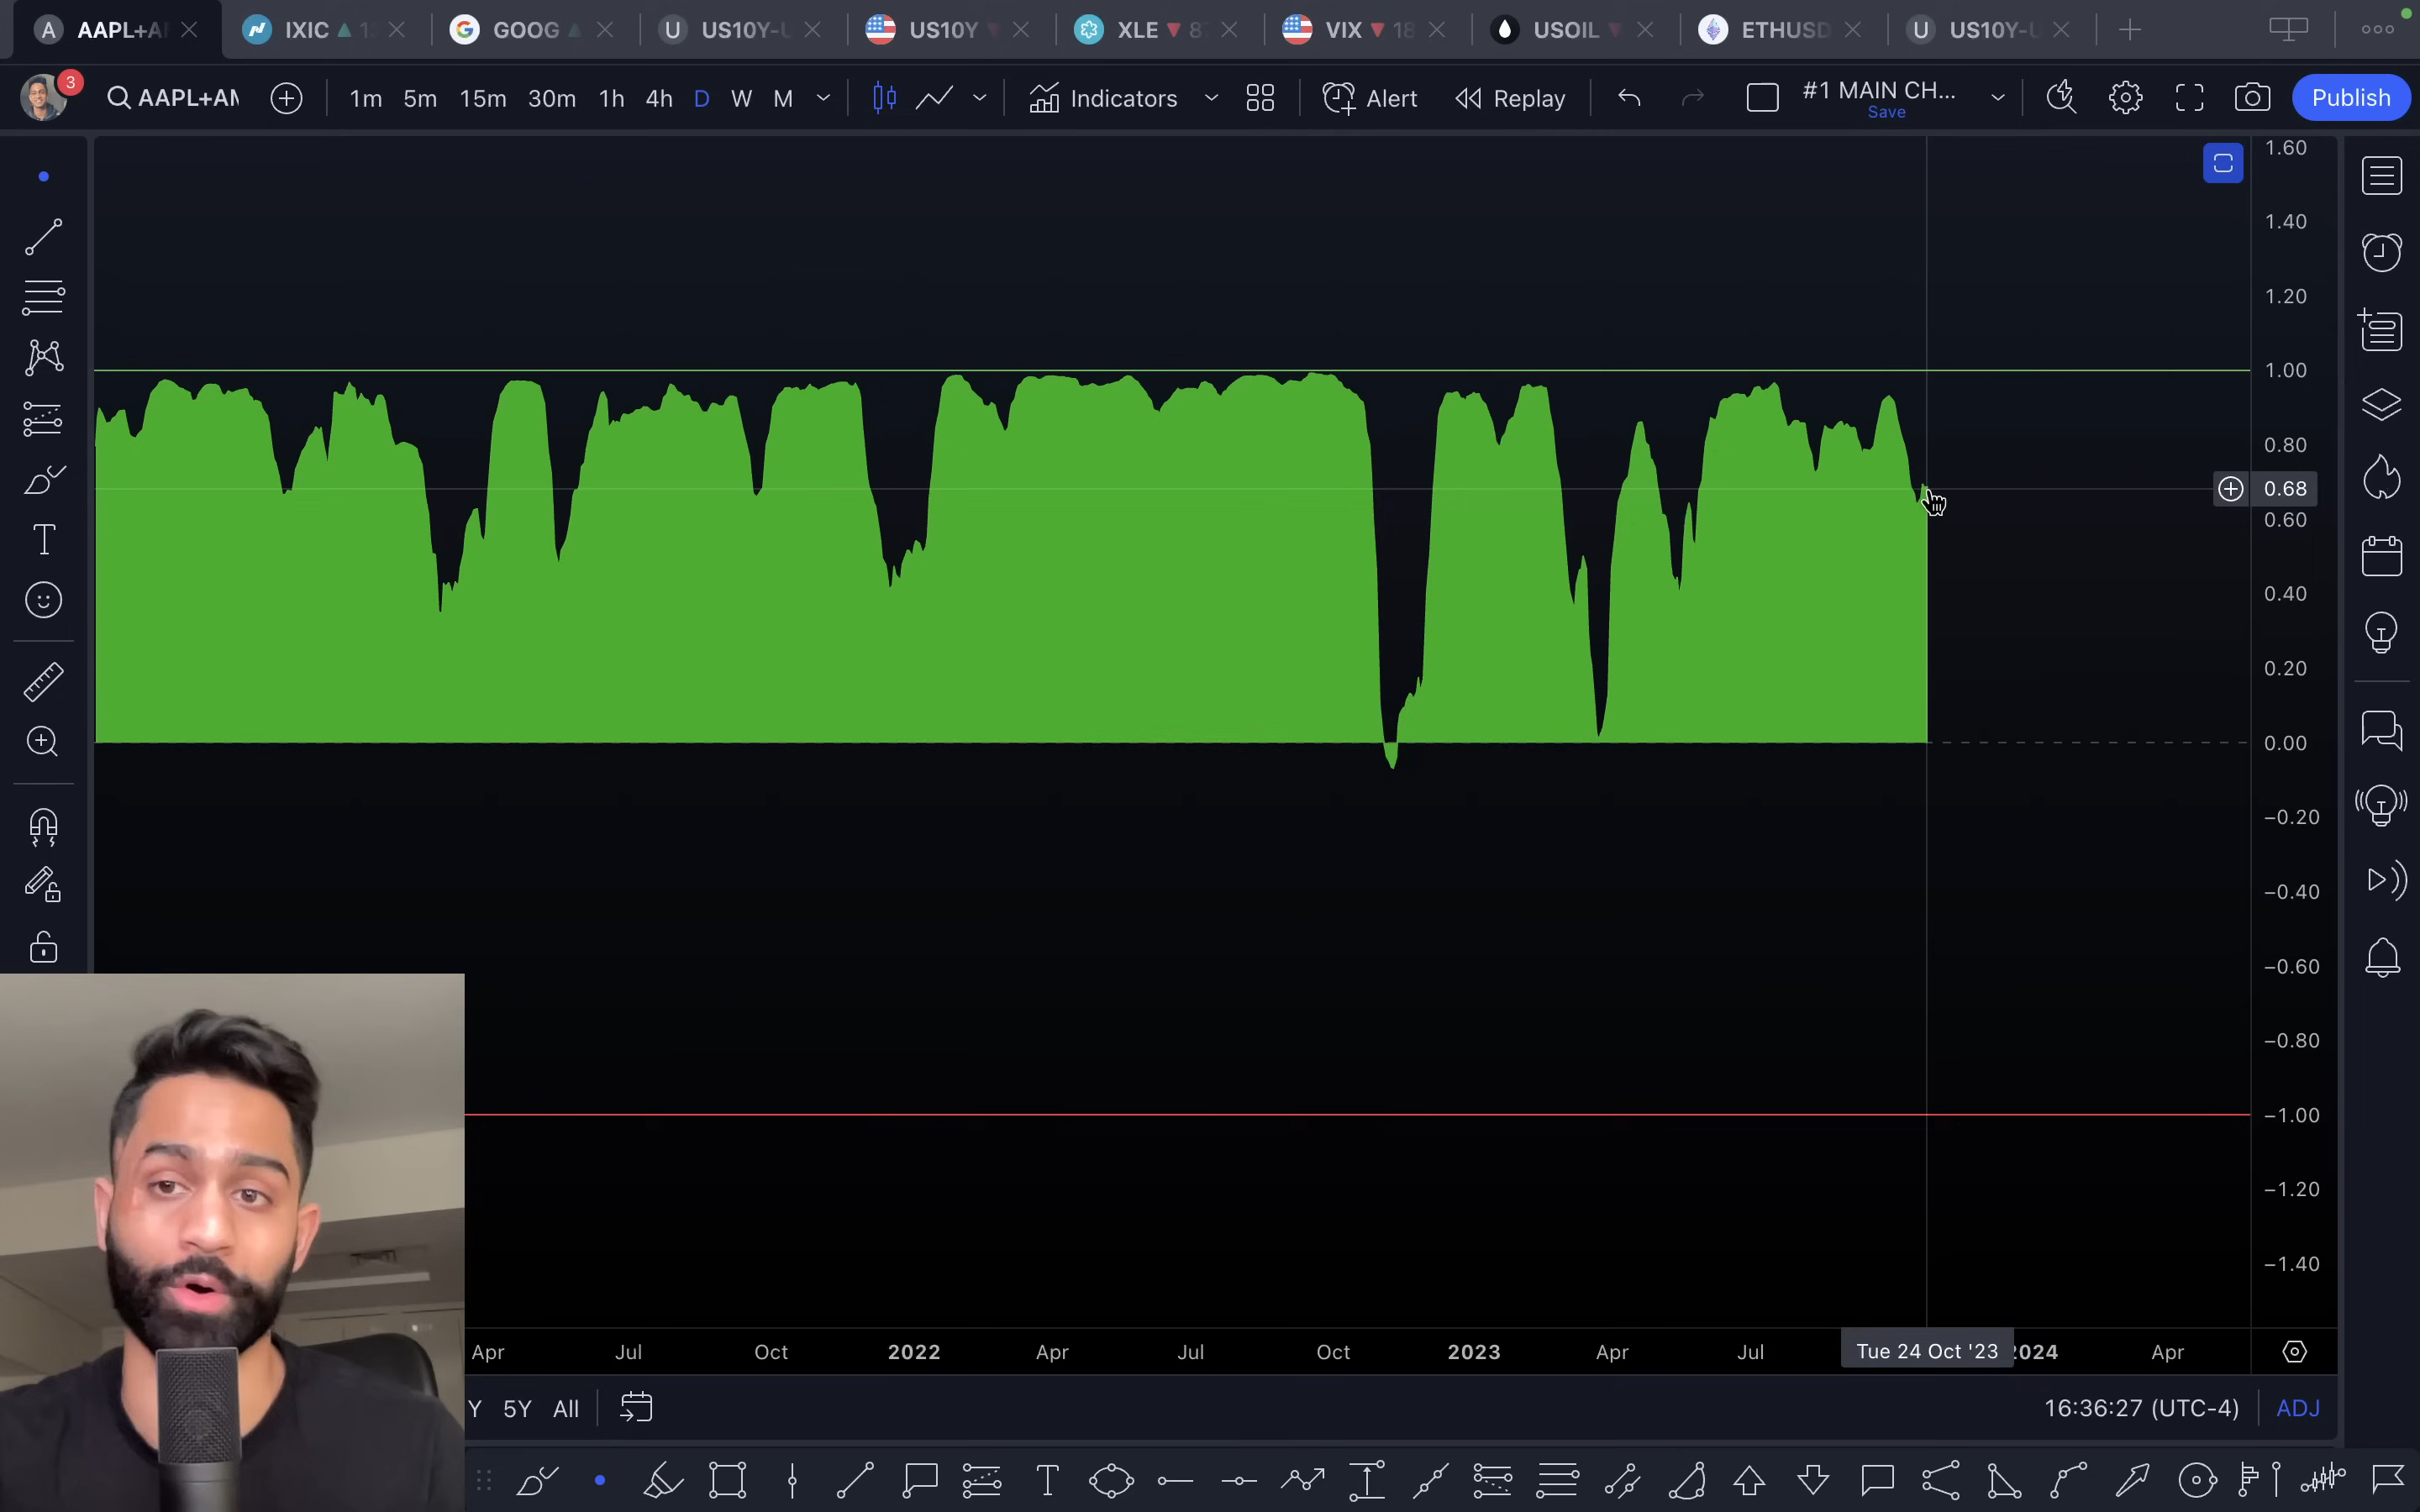 A AAPL+A
IXIC
GOOG
U US10Y-U
US10Y
XLE 8
VIX 18
USOIL
ETHUSD
U US10Y-U
3
AAPL+AM
1m 5m 15m 30m 1h 4h D W M
Indicators
Alert
Replay
#1 MAIN CH...
Save
Publish
1.60
1.40
1.20
1.00
0.80
0.68
0.60
0.40
0.20
0.00
−0.20
−0.40
−0.60
−0.80
−1.00
−1.20
−1.40
Apr Jul Oct 2022 Apr Jul Oct 2023 Apr Jul Tue 24 Oct '23 2024 Apr
Y 5Y All
16:36:27 (UTC-4) ADJ